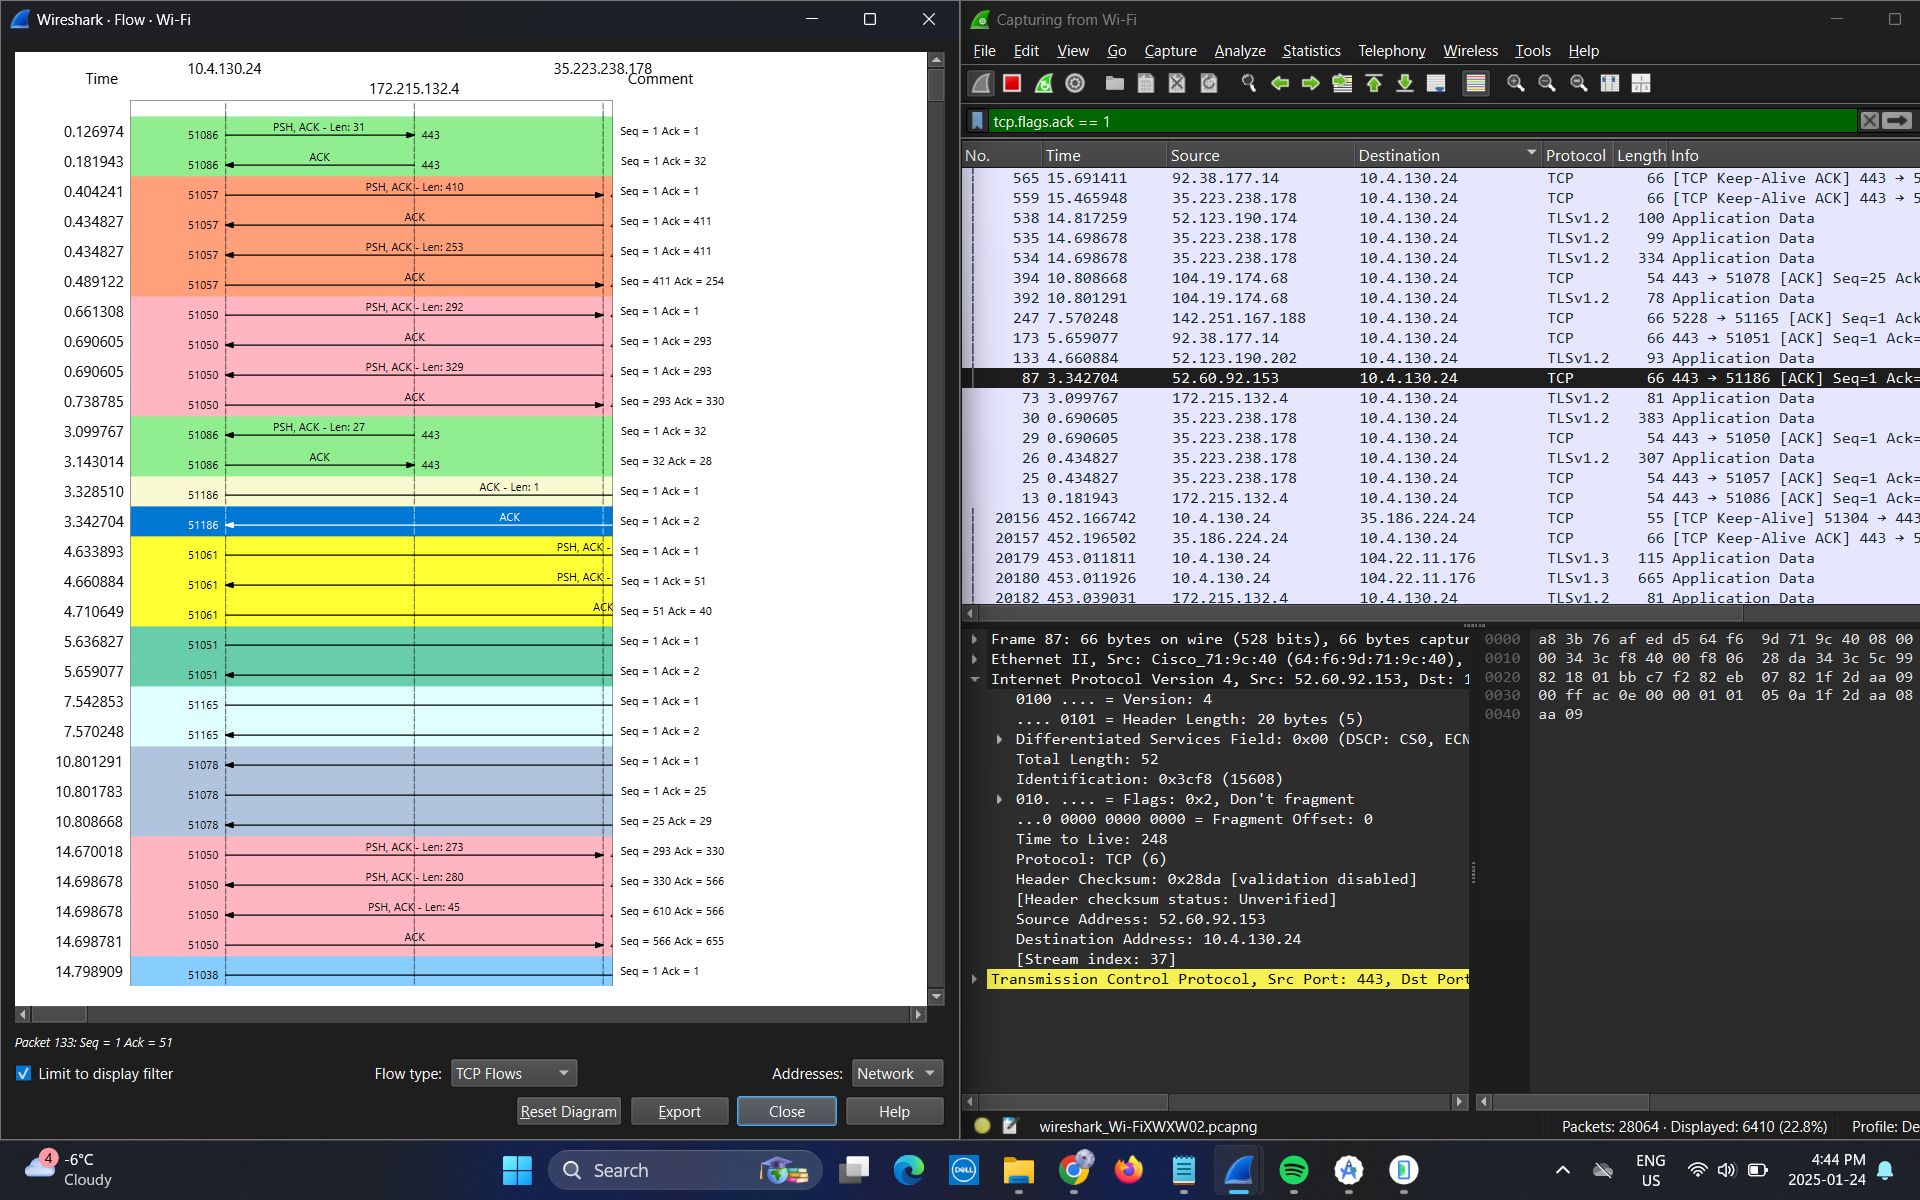 Wireshark · Flow · Wi-Fi
Time
10.4.130.24
172.215.132.4
35.223.238.178
Comment
0.126974 51086 PSH, ACK - Len: 31 443 Seq = 1 Ack = 1
0.181943 51086 ACK 443 Seq = 1 Ack = 32
0.404241 51057 PSH, ACK - Len: 410 Seq = 1 Ack = 1
0.434827 51057 ACK Seq = 1 Ack = 411
0.434827 51057 PSH, ACK - Len: 253 Seq = 1 Ack = 411
0.489122 51057 ACK Seq = 411 Ack = 254
0.661308 51050 PSH, ACK - Len: 292 Seq = 1 Ack = 1
0.690605 51050 ACK Seq = 1 Ack = 293
0.690605 51050 PSH, ACK - Len: 329 Seq = 1 Ack = 293
0.738785 51050 ACK Seq = 293 Ack = 330
3.099767 51086 PSH, ACK - Len: 27 443 Seq = 1 Ack = 32
3.143014 51086 ACK 443 Seq = 32 Ack = 28
3.328510 51186 ACK - Len: 1 Seq = 1 Ack = 1
3.342704 51186 ACK Seq = 1 Ack = 2
4.633893 51061 PSH, ACK - Seq = 1 Ack = 1
4.660884 51061 PSH, ACK - Seq = 1 Ack = 51
4.710649 51061 ACK Seq = 51 Ack = 40
5.636827 51051 Seq = 1 Ack = 1
5.659077 51051 Seq = 1 Ack = 2
7.542853 51165 Seq = 1 Ack = 1
7.570248 51165 Seq = 1 Ack = 2
10.801291 51078 Seq = 1 Ack = 1
10.801783 51078 Seq = 1 Ack = 25
10.808668 51078 Seq = 25 Ack = 29
14.670018 51050 PSH, ACK - Len: 273 Seq = 293 Ack = 330
14.698678 51050 PSH, ACK - Len: 280 Seq = 330 Ack = 566
14.698678 51050 PSH, ACK - Len: 45 Seq = 610 Ack = 566
14.698781 51050 ACK Seq = 566 Ack = 655
14.798909 51038 Seq = 1 Ack = 1
Packet 133: Seq = 1 Ack = 51
Limit to display filter
Flow type: TCP Flows
Addresses: Network
Reset Diagram Export Close Help
Capturing from Wi-Fi
File Edit View Go Capture Analyze Statistics Telephony Wireless Tools Help
tcp.flags.ack == 1
No. Time Source Destination Protocol Length Info
565 15.691411 92.38.177.14 10.4.130.24 TCP 66 [TCP Keep-Alive ACK] 443 → 5
559 15.465948 35.223.238.178 10.4.130.24 TCP 66 [TCP Keep-Alive ACK] 443 → 5
538 14.817259 52.123.190.174 10.4.130.24 TLSv1.2 100 Application Data
535 14.698678 35.223.238.178 10.4.130.24 TLSv1.2 99 Application Data
534 14.698678 35.223.238.178 10.4.130.24 TLSv1.2 334 Application Data
394 10.808668 104.19.174.68 10.4.130.24 TCP 54 443 → 51078 [ACK] Seq=25 Ack
392 10.801291 104.19.174.68 10.4.130.24 TLSv1.2 78 Application Data
247 7.570248 142.251.167.188 10.4.130.24 TCP 66 5228 → 51165 [ACK] Seq=1 Ack
173 5.659077 92.38.177.14 10.4.130.24 TCP 66 443 → 51051 [ACK] Seq=1 Ack=
133 4.660884 52.123.190.202 10.4.130.24 TLSv1.2 93 Application Data
87 3.342704 52.60.92.153 10.4.130.24 TCP 66 443 → 51186 [ACK] Seq=1 Ack=
73 3.099767 172.215.132.4 10.4.130.24 TLSv1.2 81 Application Data
30 0.690605 35.223.238.178 10.4.130.24 TLSv1.2 383 Application Data
29 0.690605 35.223.238.178 10.4.130.24 TCP 54 443 → 51050 [ACK] Seq=1 Ack=
26 0.434827 35.223.238.178 10.4.130.24 TLSv1.2 307 Application Data
25 0.434827 35.223.238.178 10.4.130.24 TCP 54 443 → 51057 [ACK] Seq=1 Ack=
13 0.181943 172.215.132.4 10.4.130.24 TCP 54 443 → 51086 [ACK] Seq=1 Ack=
20156 452.166742 10.4.130.24 35.186.224.24 TCP 55 [TCP Keep-Alive] 51304 → 443
20157 452.196502 35.186.224.24 10.4.130.24 TCP 66 [TCP Keep-Alive ACK] 443 → 5
20179 453.011811 10.4.130.24 104.22.11.176 TLSv1.3 115 Application Data
20180 453.011926 10.4.130.24 104.22.11.176 TLSv1.3 665 Application Data
20182 453.039031 172.215.132.4 10.4.130.24 TLSv1.2 81 Application Data
Frame 87: 66 bytes on wire (528 bits), 66 bytes captur
Ethernet II, Src: Cisco_71:9c:40 (64:f6:9d:71:9c:40),
Internet Protocol Version 4, Src: 52.60.92.153, Dst: 1
0100 .... = Version: 4
.... 0101 = Header Length: 20 bytes (5)
Differentiated Services Field: 0x00 (DSCP: CS0, ECN
Total Length: 52
Identification: 0x3cf8 (15608)
010. .... = Flags: 0x2, Don't fragment
...0 0000 0000 0000 = Fragment Offset: 0
Time to Live: 248
Protocol: TCP (6)
Header Checksum: 0x28da [validation disabled]
[Header checksum status: Unverified]
Source Address: 52.60.92.153
Destination Address: 10.4.130.24
[Stream index: 37]
Transmission Control Protocol, Src Port: 443, Dst Port
0000 a8 3b 76 af ed d5 64 f6 9d 71 9c 40 08 00
0010 00 34 3c f8 40 00 f8 06 28 da 34 3c 5c 99
0020 82 18 01 bb c7 f2 82 eb 07 82 1f 2d aa 09
0030 00 ff ac 0e 00 00 01 01 05 0a 1f 2d aa 08
0040 aa 09
wireshark_Wi-FiXWXW02.pcapng
Packets: 28064 · Displayed: 6410 (22.8%)
Profile: De
4
-6°C
Cloudy
Search
DELL
ENG
US
4:44 PM
2025-01-24